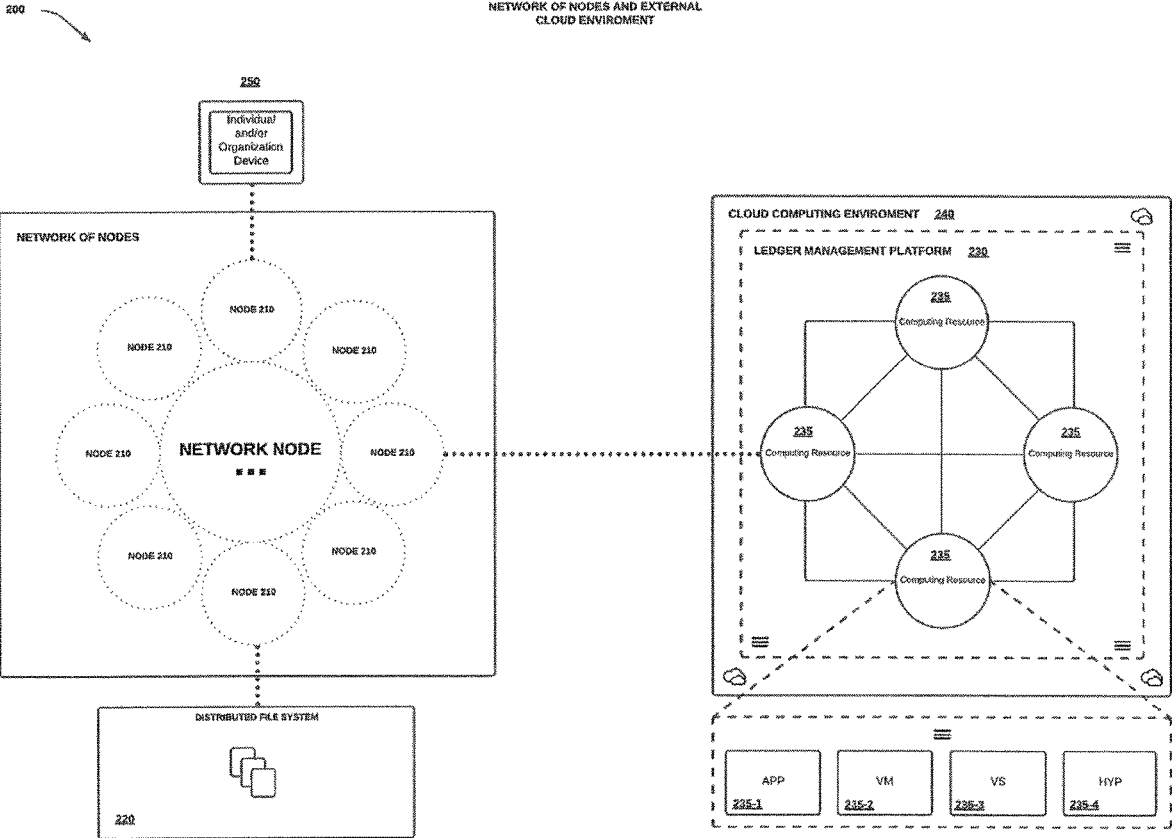 200
NETWORK OF NODES AND EXTERNAL
CLOUD ENVIROMENT
250
Individual
and/or
Organization
Device
NETWORK OF NODES
NODE 210
NODE 210
NODE 210
NODE 210
NETWORK NODE
NODE 210
NODE 210
NODE 210
NODE 210
DISTRIBUTED FILE SYSTEM
220
CLOUD COMPUTING ENVIROMENT 240
LEDGER MANAGEMENT PLATFORM 230
235
Computing Resource
235
Computing Resource
235
Computing Resource
235
Computing Resource
APP
235-1
VM
235-2
VS
235-3
HYP
235-4